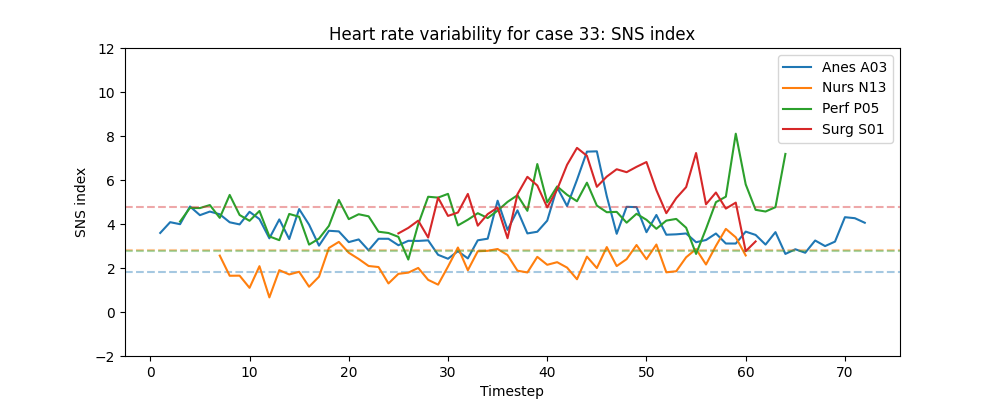 Heart rate variability for case 33: SNS index
SNS index
12
10
8
6
4
2
0
−2
Anes A03
Nurs N13
Perf P05
Surg S01
0 10 20 30 40 50 60 70
Timestep